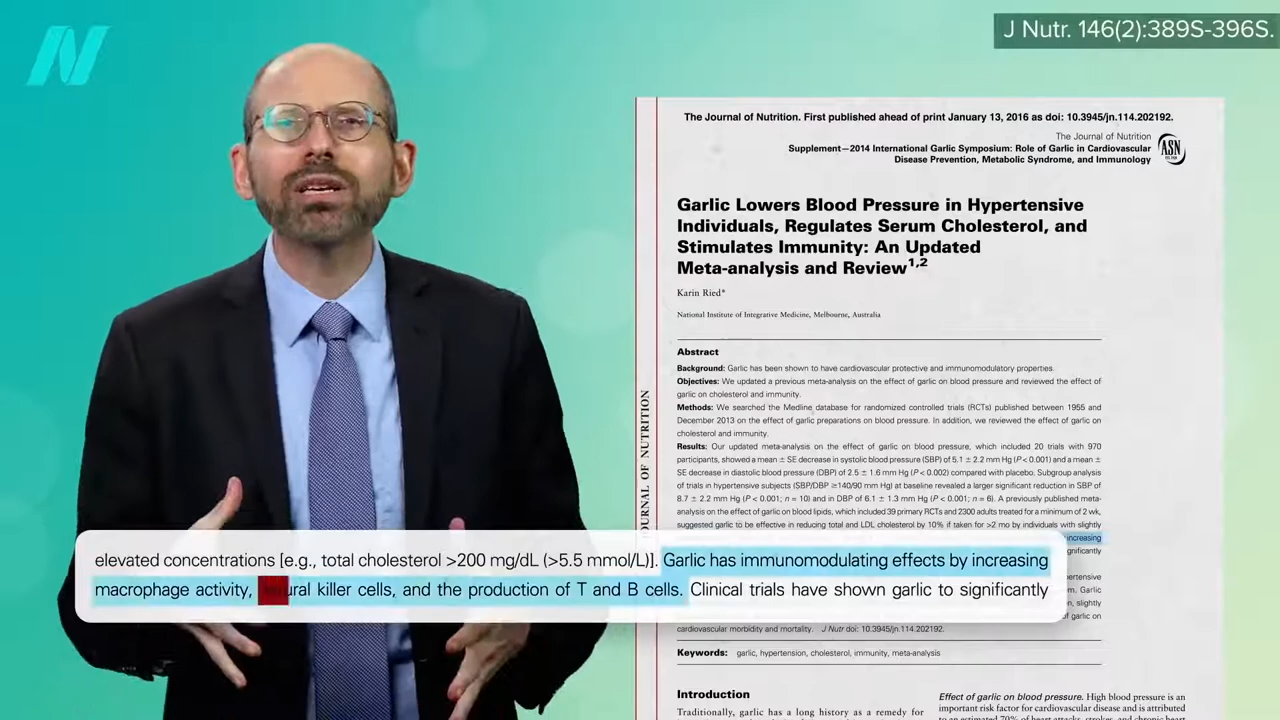 N
J Nutr. 146(2):389S-396S.
The Journal of Nutrition. First published ahead of print January 13, 2016 as doi: 10.3945/jn.114.202192.
The Journal of Nutrition
Supplement—2014 International Garlic Symposium: Role of Garlic in Cardiovascular
Disease Prevention, Metabolic Syndrome, and Immunology
ASN
Garlic Lowers Blood Pressure in Hypertensive
Individuals, Regulates Serum Cholesterol, and
Stimulates Immunity: An Updated
Meta-analysis and Review1,2
Karin Ried*
National Institute of Integrative Medicine, Melbourne, Australia
Abstract
Background: Garlic has been shown to have cardiovascular protective and immunomodulatory properties.
Objectives: We updated a previous meta-analysis on the effect of garlic on blood pressure and reviewed the effect of
garlic on cholesterol and immunity.
Methods: We searched the Medline database for randomized controlled trials (RCTs) published between 1955 and
December 2013 on the effect of garlic preparations on blood pressure. In addition, we reviewed the effect of garlic on
cholesterol and immunity.
Results: Our updated meta-analysis on the effect of garlic on blood pressure, which included 20 trials with 970
participants, showed a mean ± SE decrease in systolic blood pressure (SBP) of 5.1 ± 2.2 mm Hg (P < 0.001) and a mean ±
SE decrease in diastolic blood pressure (DBP) of 2.5 ± 1.6 mm Hg (P < 0.002) compared with placebo. Subgroup analysis
of trials in hypertensive subjects (SBP/DBP ≥140/90 mm Hg) at baseline revealed a larger significant reduction in SBP of
8.7 ± 2.2 mm Hg (P < 0.001; n = 10) and in DBP of 6.1 ± 1.3 mm Hg (P < 0.001; n = 6). A previously published meta-
analysis on the effect of garlic on blood lipids, which included 39 primary RCTs and 2300 adults treated for a minimum of 2 wk,
suggested garlic to be effective in reducing total and LDL cholesterol by 10% if taken for >2 mo by individuals with slightly
increasing
elevated concentrations [e.g., total cholesterol >200 mg/dL (>5.5 mmol/L)]. Garlic has immunomodulating effects by increasing
macrophage activity, killer cells, and the production of T and B cells. Clinical trials have shown garlic to significantly
slightly
of garlic on
cardiovascular morbidity and mortality. J Nutr doi: 10.3945/jn.114.202192.
Keywords: garlic, hypertension, cholesterol, immunity, meta-analysis
Introduction
Traditionally, garlic has a long history as a remedy for
Effect of garlic on blood pressure. High blood pressure is an
important risk factor for cardiovascular disease and is attributed
to an estimated 70% of heart attacks, strokes, and chronic heart
JOURNAL OF NUTRITION